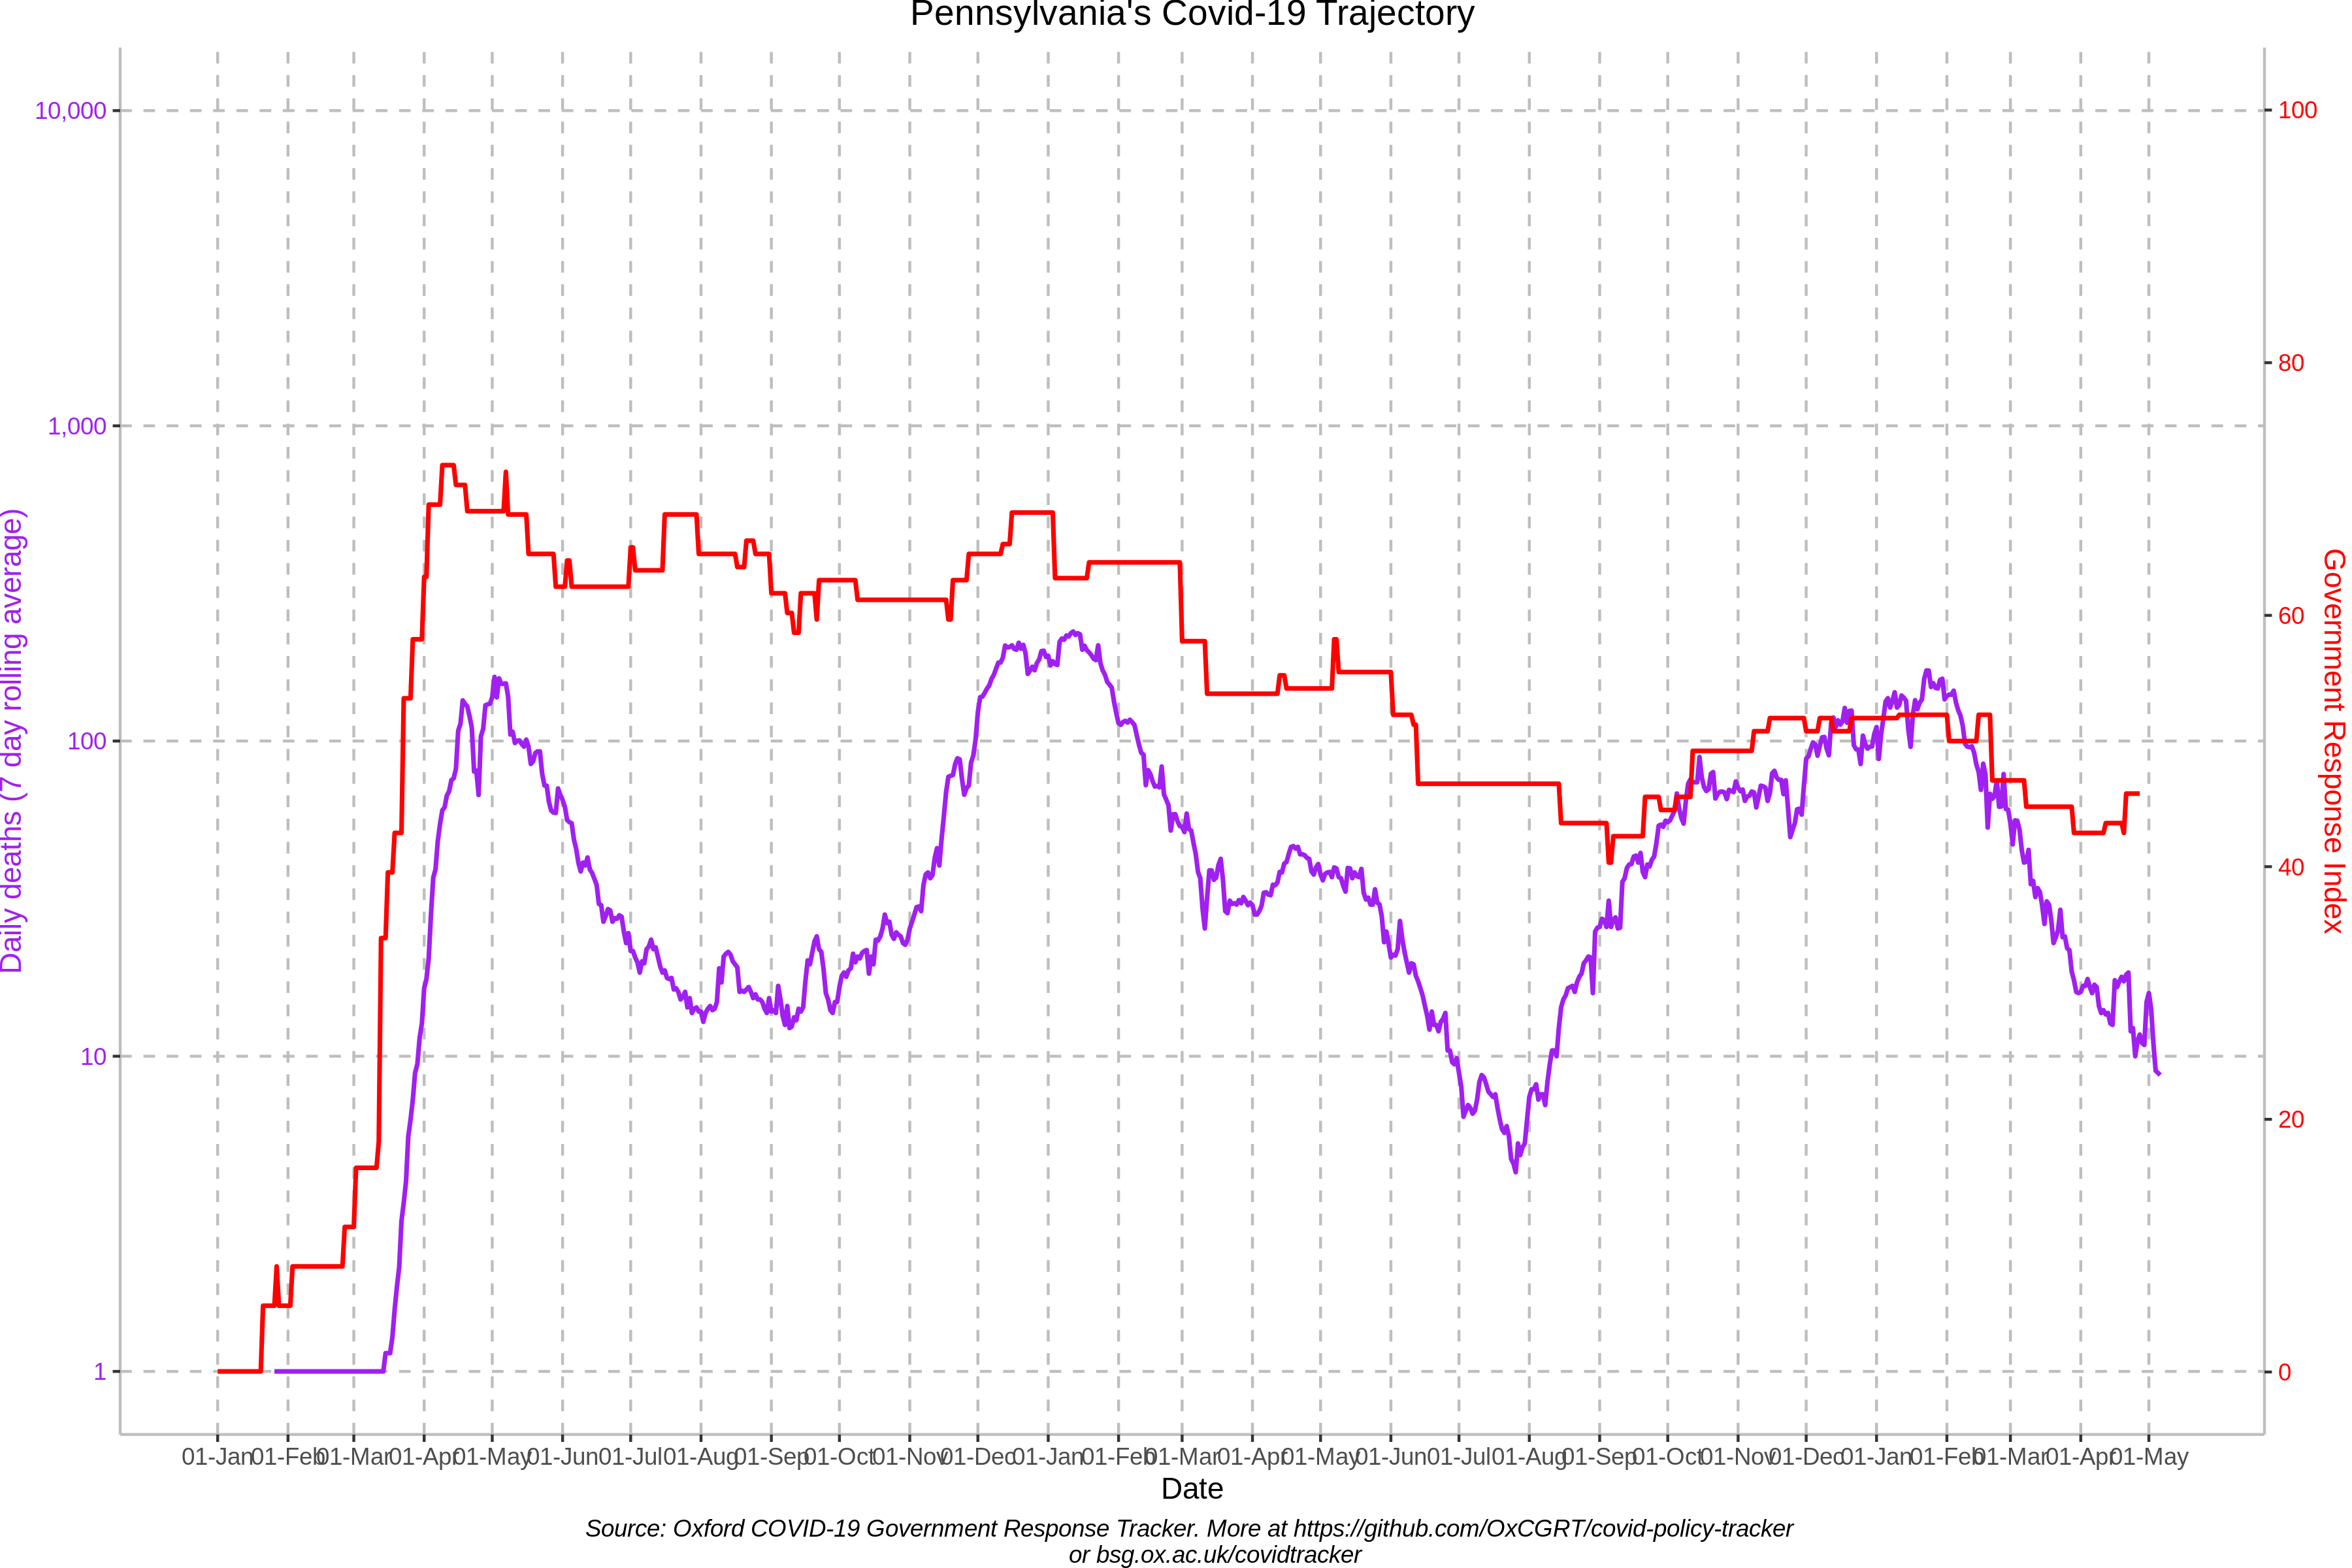 Pennsylvania's Covid-19 Trajectory
10,000
1,000
100
10
1
Daily deaths (7 day rolling average)
100
80
60
40
20
0
Government Response Index
01-Jan 01-Feb 01-Mar 01-Apr 01-May 01-Jun 01-Jul 01-Aug 01-Sep 01-Oct 01-Nov 01-Dec 01-Jan 01-Feb 01-Mar 01-Apr 01-May 01-Jun 01-Jul 01-Aug 01-Sep 01-Oct 01-Nov 01-Dec 01-Jan 01-Feb 01-Mar 01-Apr 01-May
Date
Source: Oxford COVID-19 Government Response Tracker. More at https://github.com/OxCGRT/covid-policy-tracker
or bsg.ox.ac.uk/covidtracker